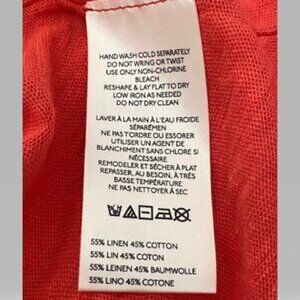 HAND WASH COLD SEPARATELY
DO NOT WRING OR TWIST
USE ONLY NON-CHLORINE
BLEACH
RESHAPE & LAY FLAT TO DRY
LOW IRON AS NEEDED
DO NOT DRY CLEAN
LAVER À LA MAIN À L'EAU FROIDE
SÉPARÉMEN
NE PAS TORDRE OU ESSORER
UTILISER UN AGENT DE
BLANCHIMENT SANS CHLORE SI
NÉCESSAIRE
REMODELER ET SÉCHER À PLAT
REPASSER, AU BESOIN, À TRÈS
BASSE TEMPÉRATURE
NE PAS NETTOYER À SEC
55% LINEN 45% COTTON
55% LIN 45% COTON
55% LEINEN 45% BAUMWOLLE
55% LINO 45% COTONE